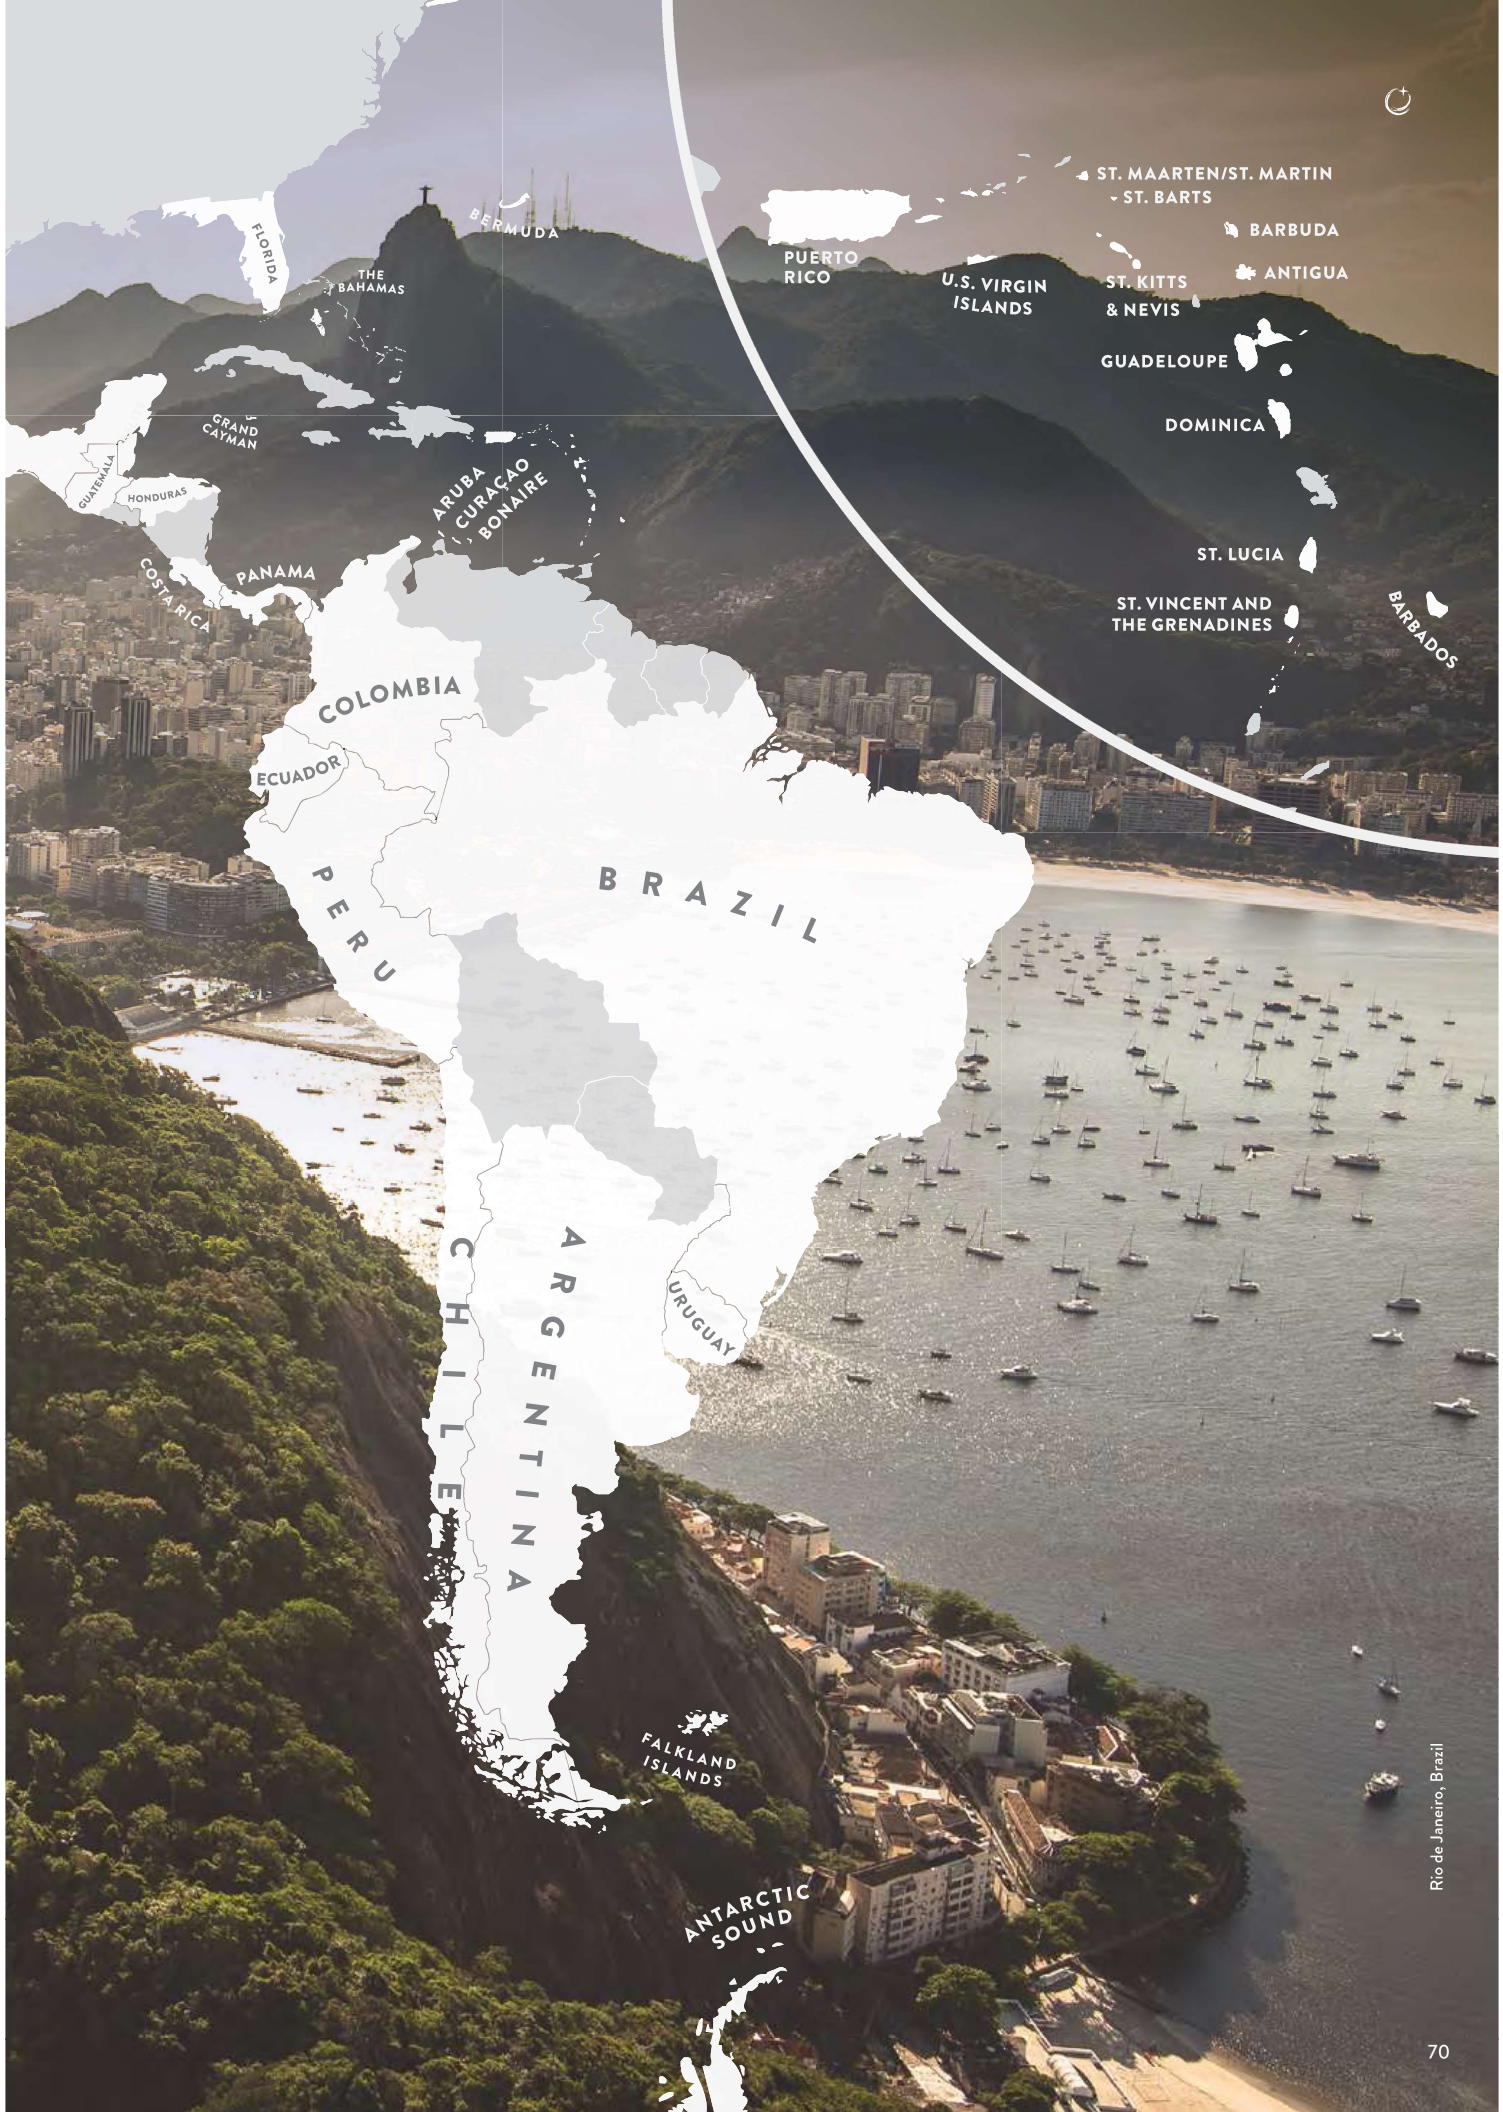 ST. MAARTEN/ST. MARTIN
ST. BARTS
BARBUDA
ANTIGUA
PUERTO
RICO
U.S. VIRGIN
ISLANDS
ST. KITTS
& NEVIS
GUADELOUPE
DOMINICA
ST. LUCIA
ST. VINCENT AND
THE GRENADINES
BARBADOS
BERMUDA
FLORIDA
THE
BAHAMAS
GRAND
CAYMAN
GUATEMALA
HONDURAS
ARUBA
CURAÇAO
BONAIRE
COSTA RICA
PANAMA
COLOMBIA
ECUADOR
PERU
BRAZIL
CHILE
ARGENTINA
URUGUAY
FALKLAND
ISLANDS
ANTARCTIC
SOUND
Rio de Janeiro, Brazil
70